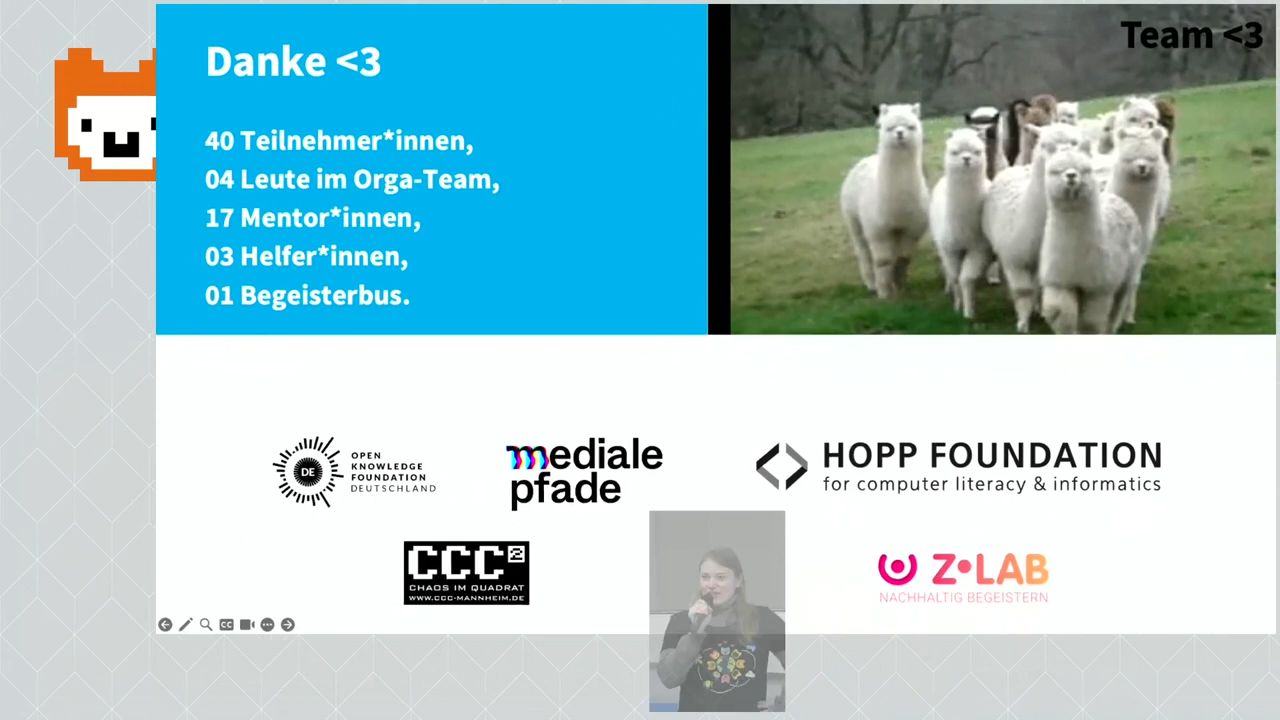 Danke <3
40 Teilnehmer*innen,
04 Leute im Orga-Team,
17 Mentor*innen,
03 Helfer*innen,
01 Begeisterbus.
Team <3
DE
OPEN
KNOWLEDGE
FOUNDATION
DEUTSCHLAND
mediale
pfade
HOPP FOUNDATION
for computer literacy & informatics
CCC2
CHAOS IM QUADRAT
WWW.CCC-MANNHEIM.DE
Z•LAB
NACHHALTIG BEGEISTERN
CC